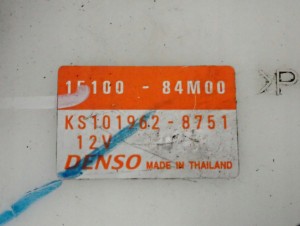 15100 - 84M00
KS101962-8751
12V
DENSO MADE IN THAILAND
>P